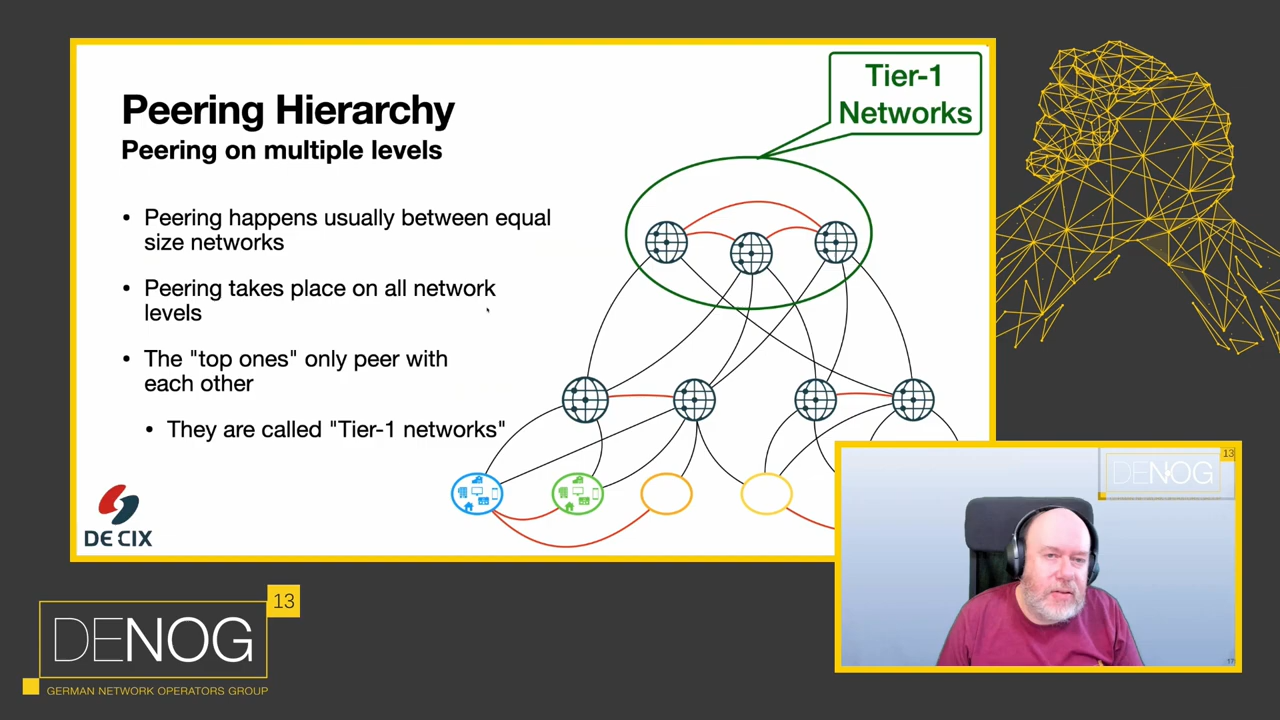 Tier-1
Networks
Peering Hierarchy
Peering on multiple levels
• Peering happens usually between equal
size networks
• Peering takes place on all network
levels
• The "top ones" only peer with
each other
• They are called "Tier-1 networks"
DE CIX
13
DENOG
13
DENOG
GERMAN NETWORK OPERATORS GROUP
17